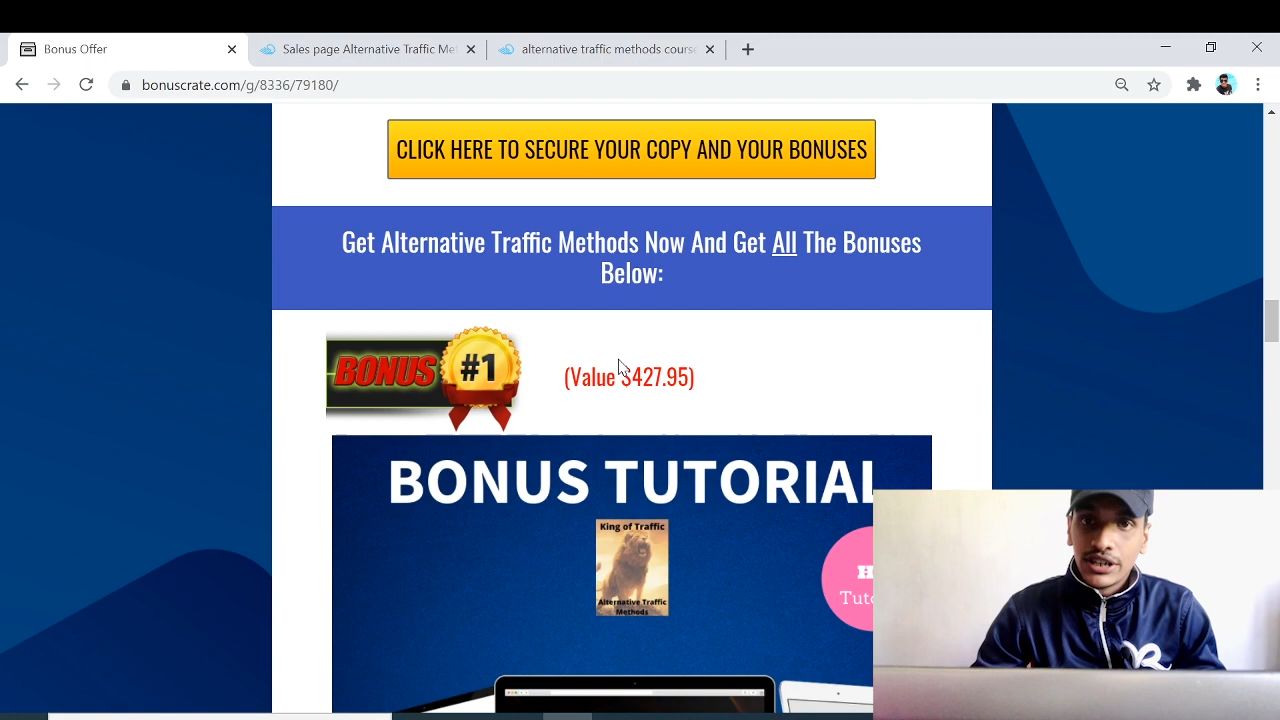 Bonus Offer
Sales page Alternative Traffic Me
alternative traffic methods course
bonuscrate.com/g/8336/79180/
CLICK HERE TO SECURE YOUR COPY AND YOUR BONUSES
Get Alternative Traffic Methods Now And Get All The Bonuses
Below:
BONUS #1
(Value $427.95)
BONUS TUTORIAL
King of Traffic
Alternative Traffic
Methods
H
Tuto